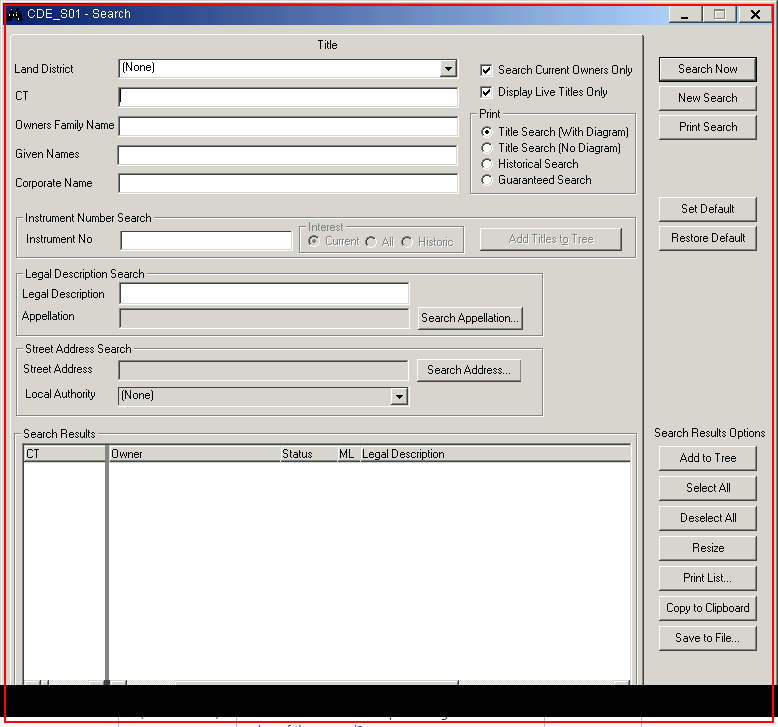 CDE_S01 - Search
Title
Land District
(None)
CT
Owners Family Name
Given Names
Corporate Name
Search Current Owners Only
Display Live Titles Only
Print
Title Search (With Diagram)
Title Search (No Diagram)
Historical Search
Guaranteed Search
Search Now
New Search
Print Search
Set Default
Restore Default
Instrument Number Search
Instrument No
Interest
Current
All
Historic
Add Titles to Tree
Legal Description Search
Legal Description
Appellation
Search Appellation...
Street Address Search
Street Address
Search Address...
Local Authority
(None)
Search Results
CT
Owner
Status
ML
Legal Description
Search Results Options
Add to Tree
Select All
Deselect All
Resize
Print List...
Copy to Clipboard
Save to File...